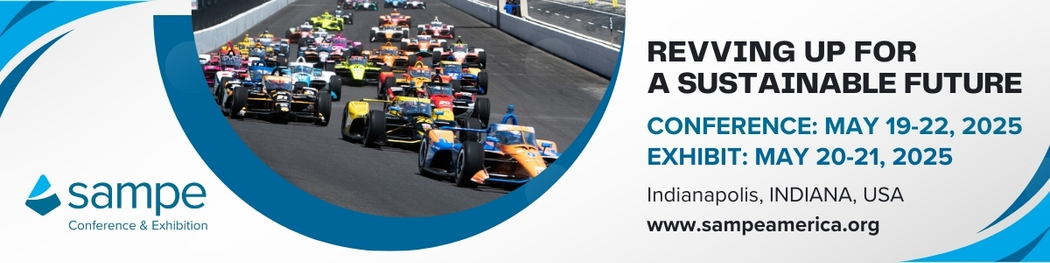 sampe
Conference & Exhibition
REVVING UP FOR
A SUSTAINABLE FUTURE
CONFERENCE: MAY 19-22, 2025
EXHIBIT: MAY 20-21, 2025
Indianapolis, INDIANA, USA
www.sampeamerica.org